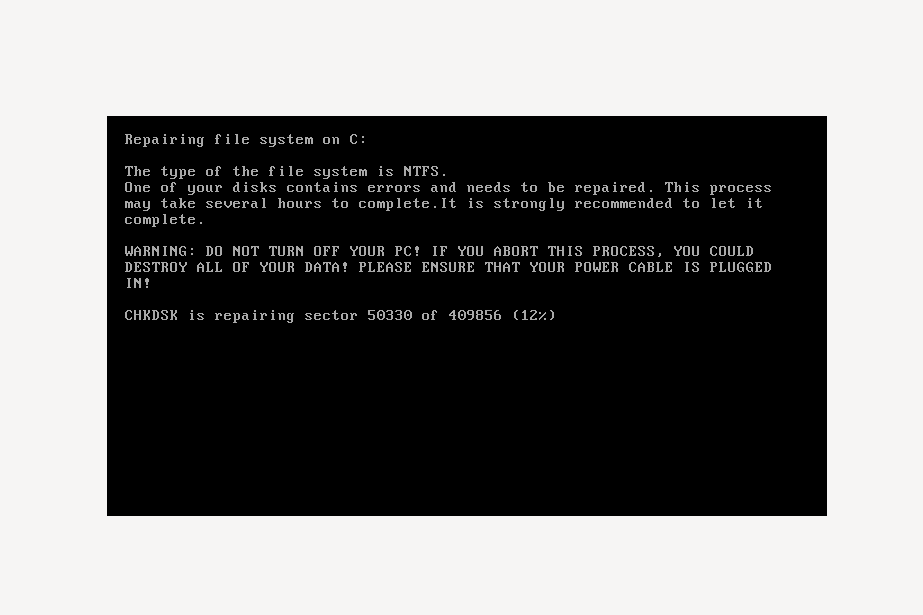 Repairing file system on C:
The type of the file system is NTFS.
One of your disks contains errors and needs to be repaired. This process
may take several hours to complete.It is strongly recommended to let it
complete.
WARNING: DO NOT TURN OFF YOUR PC! IF YOU ABORT THIS PROCESS, YOU COULD
DESTROY ALL OF YOUR DATA! PLEASE ENSURE THAT YOUR POWER CABLE IS PLUGGED
IN!
CHKDSK is repairing sector 50330 of 409856 (12%)